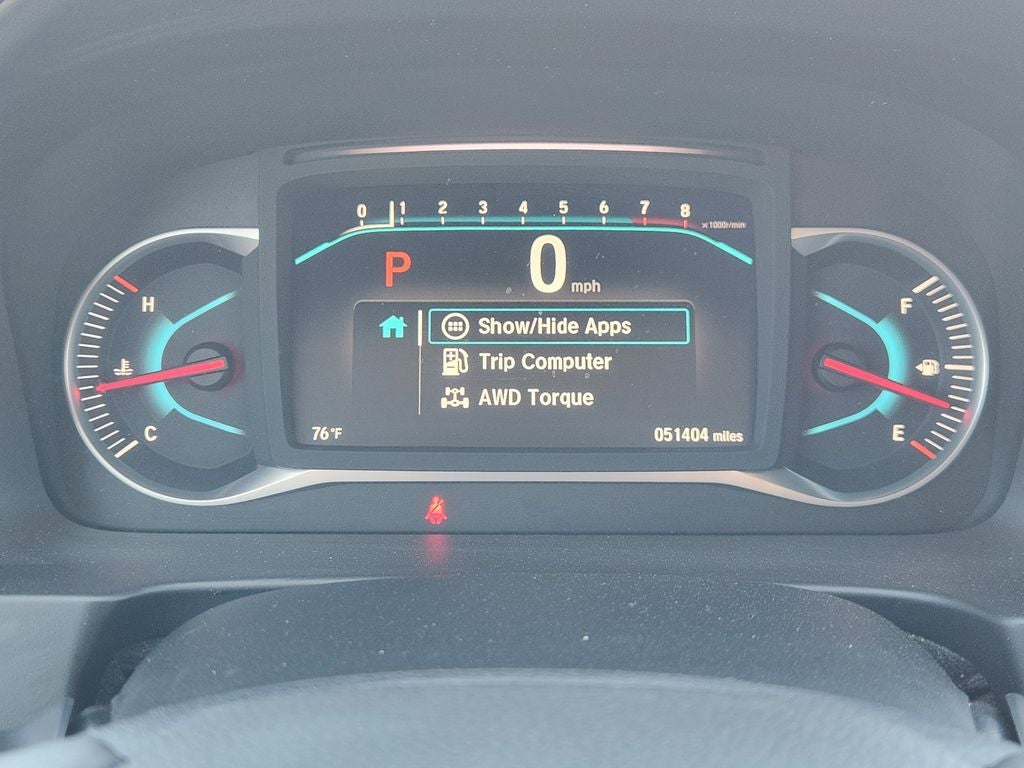 0 1 2 3 4 5 6 7 8
x1000r/min
P 0 mph
H
F
Show/Hide Apps
Trip Computer
AWD Torque
C
E
76°F
051404 miles